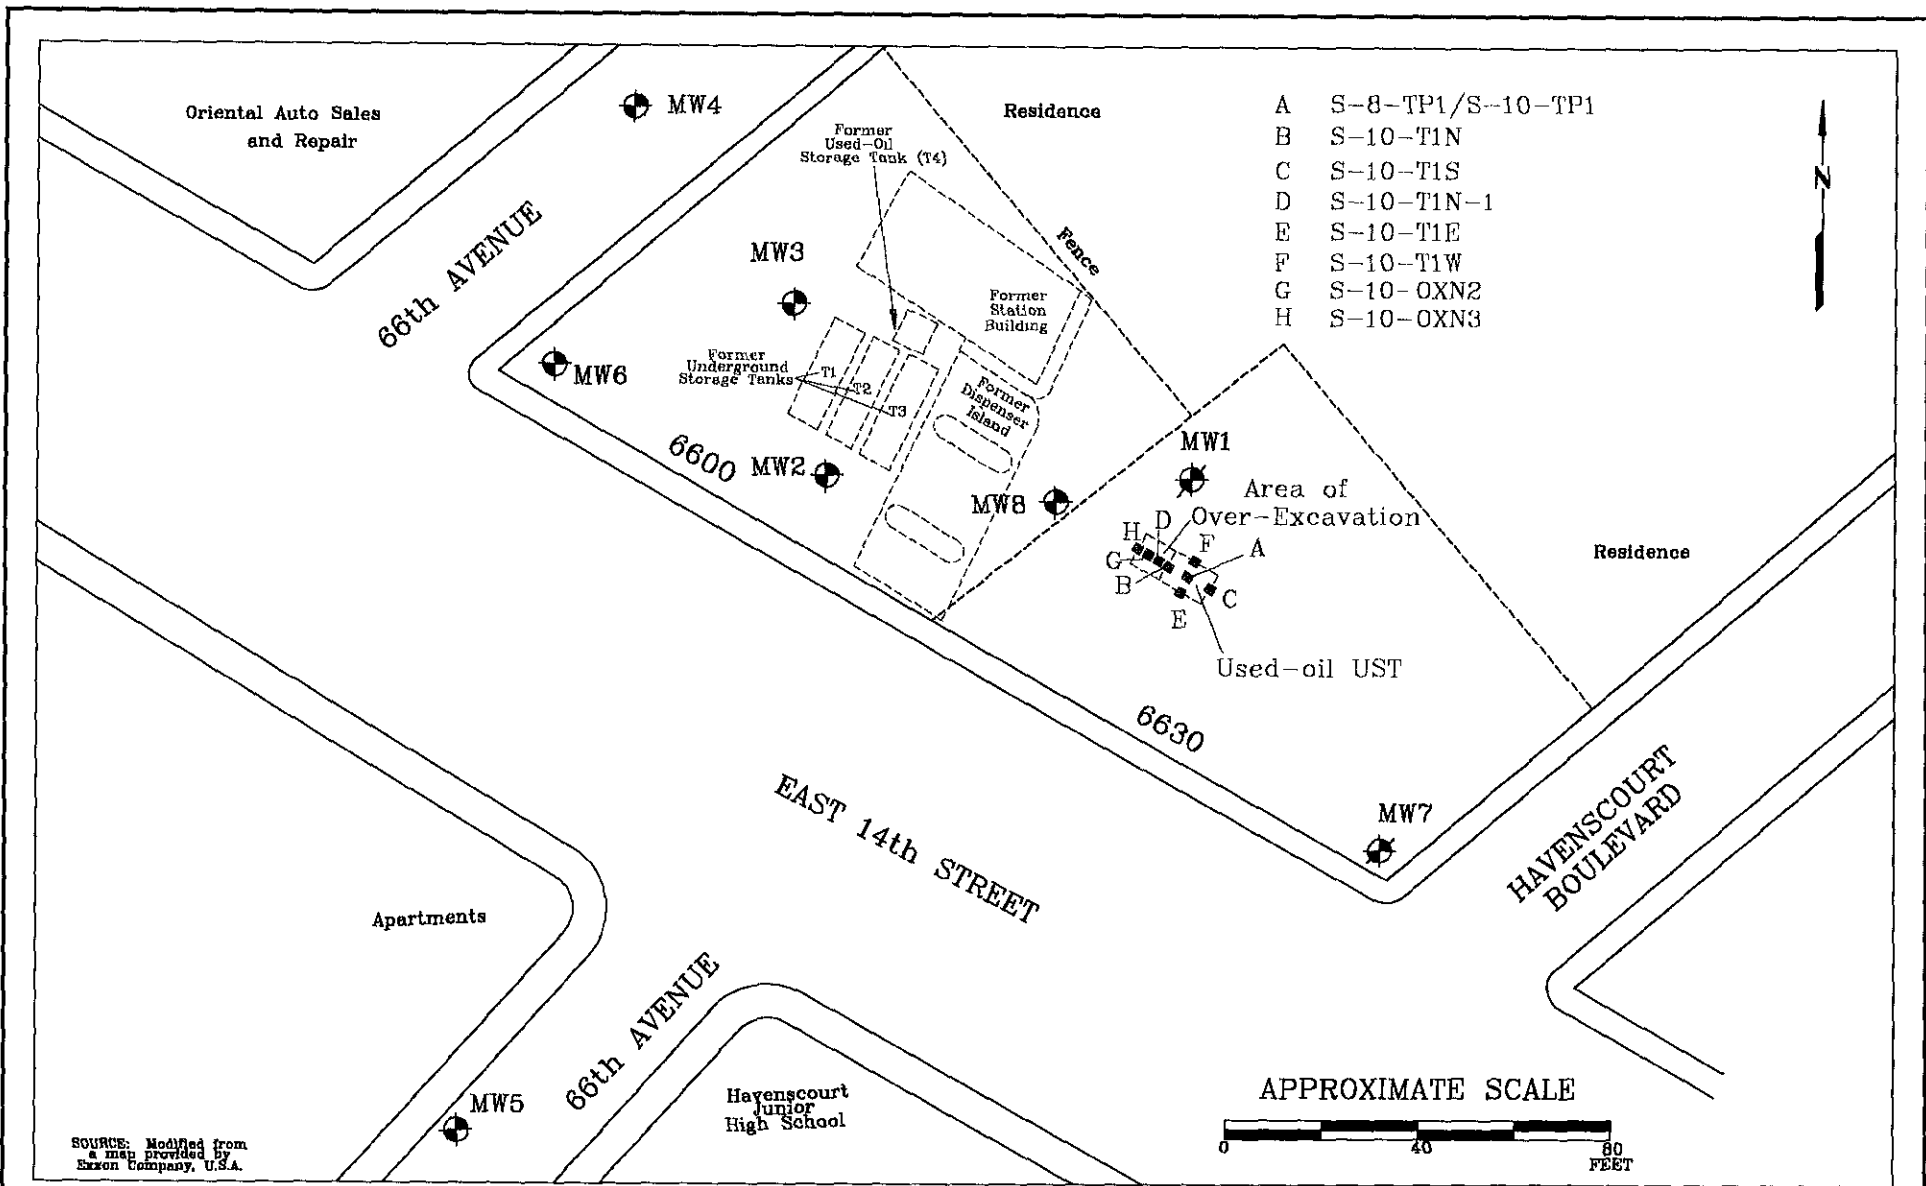 Oriental Auto Sales
and Repair
MW4
Residence
Former
Used-Oil
Storage Tank (T4)
A S-8-TP1/S-10-TP1
B S-10-T1N
C S-10-T1S
D S-10-T1N-1
E S-10-T1E
F S-10-T1W
G S-10-OXN2
H S-10-OXN3
N
66th AVENUE
MW3
Fence
Former
Station
Building
MW6
Former
Underground
Storage Tanks
T1
T2
T3
Former
Dispenser
Island
6600
MW2
MW8
MW1
Area of
Over-Excavation
H
D
F
A
G
B
C
E
Used-oil UST
Residence
6630
EAST 14th STREET
MW7
HAVENSCOURT
BOULEVARD
Apartments
66th AVENUE
MW5
Havenscourt
Junior
High School
SOURCE: Modified from
a map provided by
Exxon Company, U.S.A.
APPROXIMATE SCALE
0 40 80
FEET